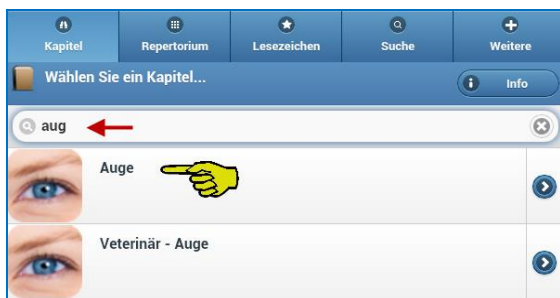 Kapitel Repertorium Lesezeichen Suche Weitere
Wählen Sie ein Kapitel... Info
aug
Auge
Veterinär - Auge